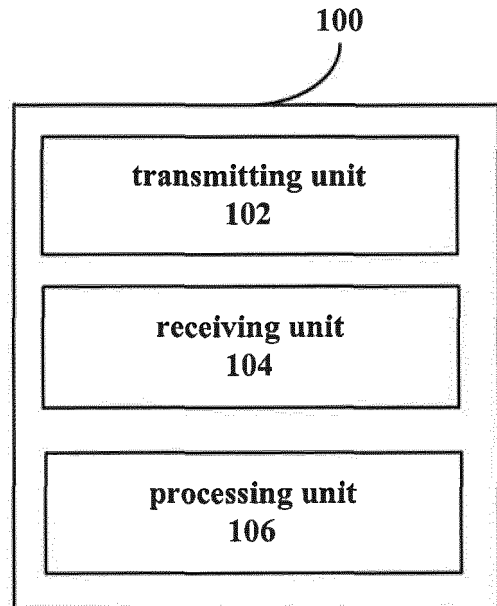 100
transmitting unit
102
receiving unit
104
processing unit
106